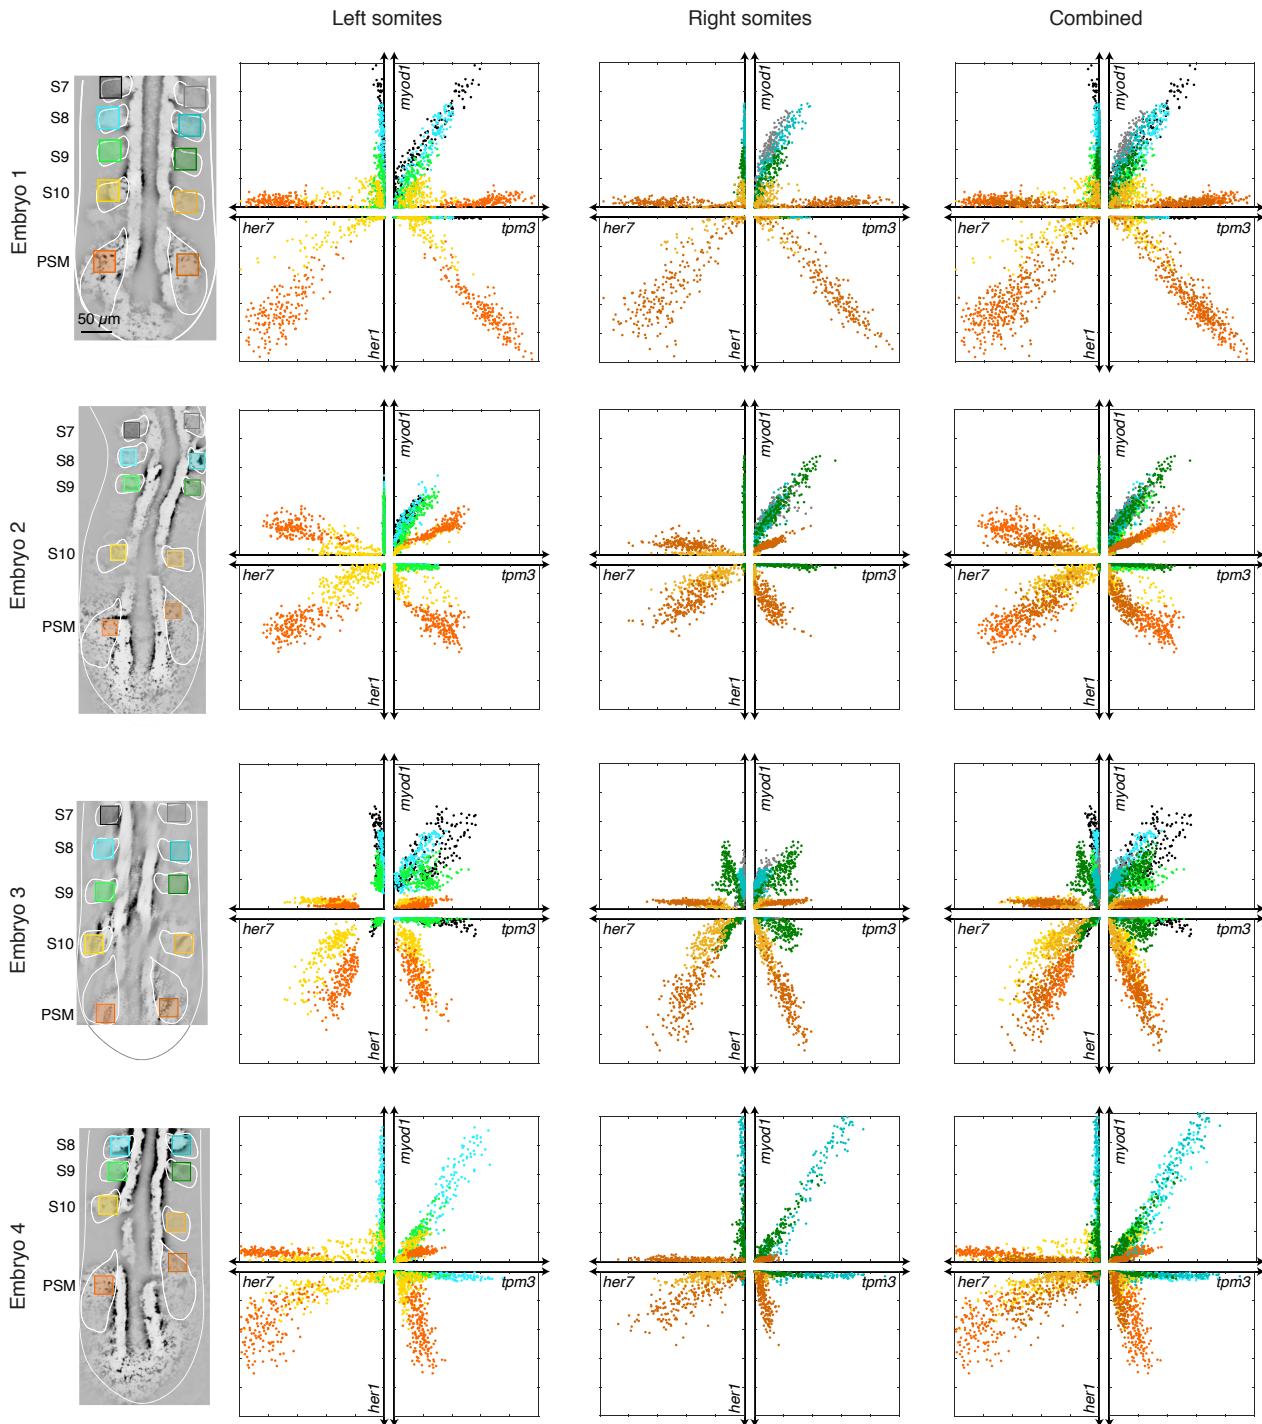 Left somites
Right somites
Combined
Embryo 1
S7
S8
S9
S10
PSM
50 µm
myod1
her7
tpm3
her1
myod1
her7
tpm3
her1
myod1
her7
tpm3
her1
Embryo 2
S7
S8
S9
S10
PSM
myod1
her7
tpm3
her1
myod1
her7
tpm3
her1
myod1
her7
tpm3
her1
Embryo 3
S7
S8
S9
S10
PSM
myod1
her7
tpm3
her1
myod1
her7
tpm3
her1
myod1
her7
tpm3
her1
Embryo 4
S8
S9
S10
PSM
myod1
her7
tpm3
her1
myod1
her7
tpm3
her1
myod1
her7
tpm3
her1